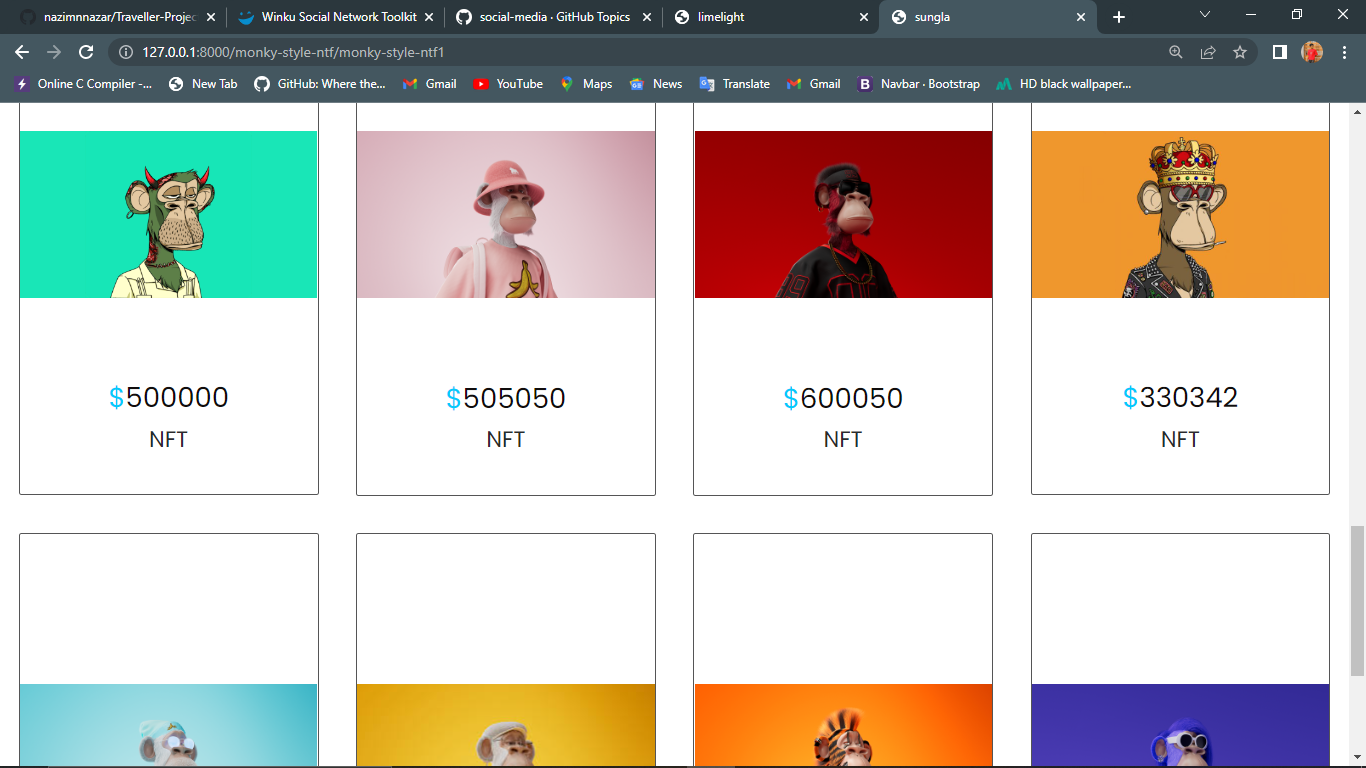 nazimnnazar/Traveller-Projec
Winku Social Network Toolkit
social-media · GitHub Topics
limelight
sungla
127.0.0.1:8000/monky-style-ntf/monky-style-ntf1
Online C Compiler -...
New Tab
GitHub: Where the...
Gmail
YouTube
Maps
News
Translate
Gmail
B
Navbar · Bootstrap
HD black wallpaper...
$500000
NFT
$505050
NFT
$600050
NFT
$330342
NFT